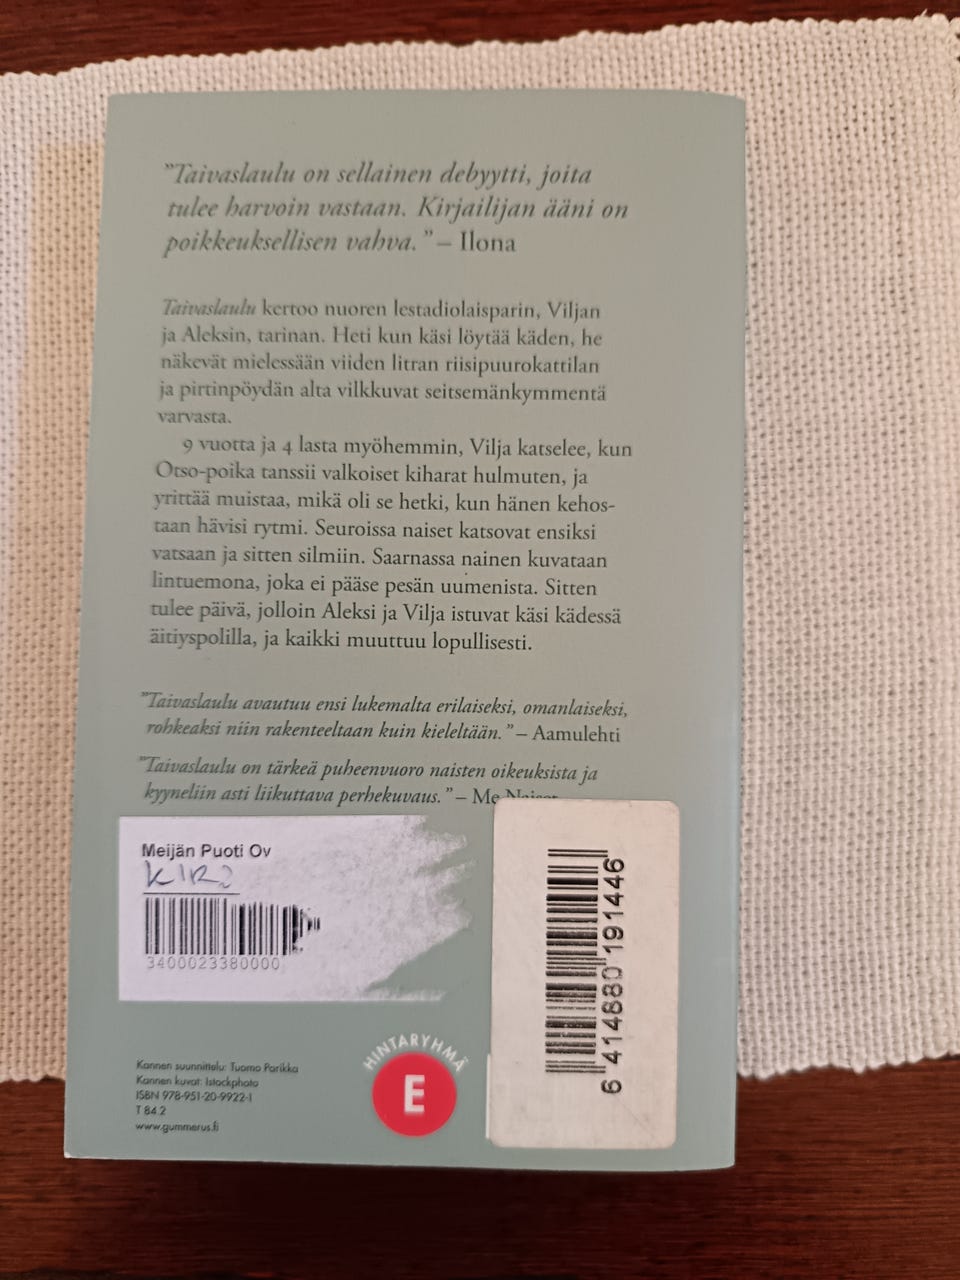 ”Taivaslaulu on sellainen debyytti, joita
tulee harvoin vastaan. Kirjailijan ääni on
poikkeuksellisen vahva.” – Ilona
Taivaslaulu kertoo nuoren lestadiolaisparin, Viljan
ja Aleksin, tarinan. Heti kun käsi löytää käden, he
näkevät mielessään viiden litran riisipuurokattilan
ja pirtinpöydän alta vilkkuvat seitsemänkymmentä
varvasta.
9 vuotta ja 4 lasta myöhemmin, Vilja katselee, kun
Otso-poika tanssii valkoiset kiharat hulmuten, ja
yrittää muistaa, mikä oli se hetki, kun hänen kehos-
taan hävisi rytmi. Seuroissa naiset katsovat ensiksi
vatsaan ja sitten silmiin. Saarnassa nainen kuvataan
lintuemona, joka ei pääse pesän uumenista. Sitten
tulee päivä, jolloin Aleksi ja Vilja istuvat käsi kädessä
äitiyspolilla, ja kaikki muuttuu lopullisesti.
”Taivaslaulu avautuu ensi lukemalta erilaiseksi, omanlaiseksi,
rohkeaksi niin rakenteeltaan kuin kieleltään.” – Aamulehti
”Taivaslaulu on tärkeä puheenvuoro naisten oikeuksista ja
kyyneliin asti liikuttava perhekuvaus.” – Me Naiset
Meijän Puoti Oy
3400023380000
6 414880 191446
HINTARYHMÄ
E
Kannen suunnittelu: Tuomo Parikka
Kannen kuvat: Istockphoto
ISBN 978-951-20-9922-1
T 84.2
www.gummerus.fi